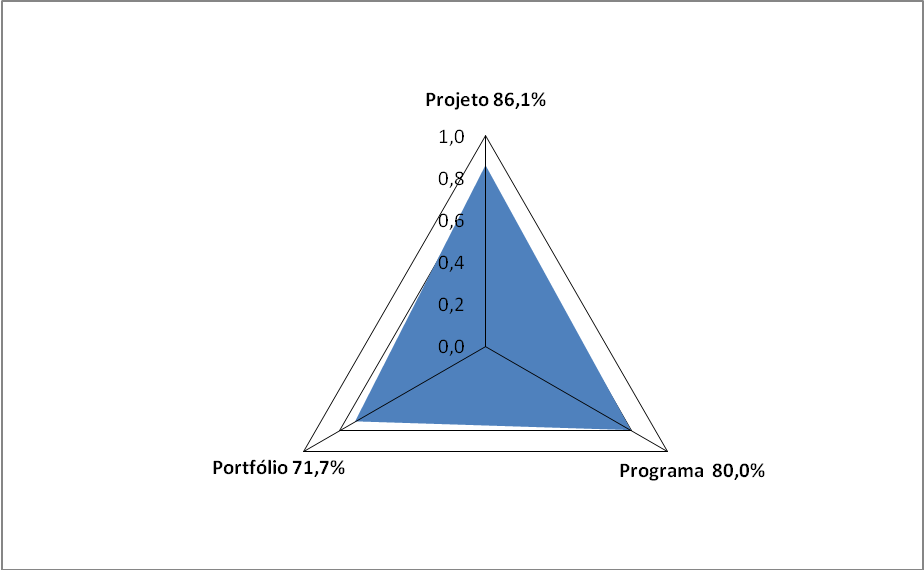 Projeto 86,1%
1,0
0,8
0,6
0,4
0,2
0,0
Portfólio 71,7%
Programa  80,0%